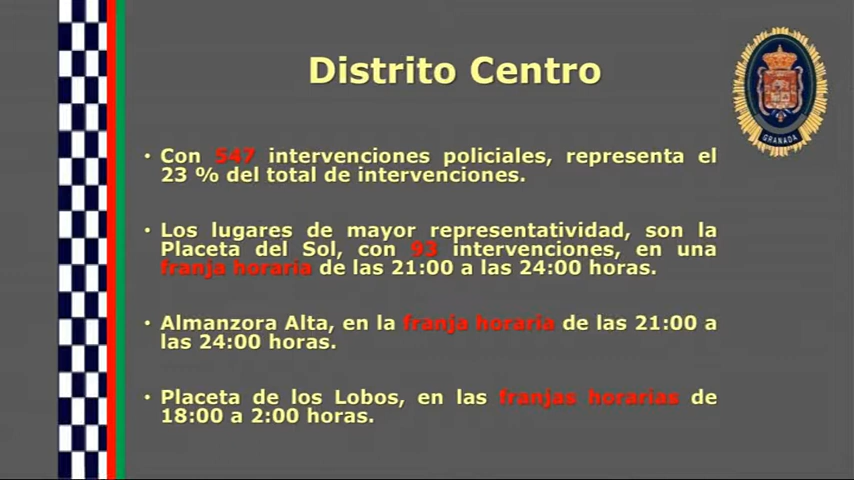 Distrito Centro
GRANADA
• Con 547 intervenciones policiales, representa el
23 % del total de intervenciones.
• Los lugares de mayor representatividad, son la
Placeta del Sol, con 93 intervenciones, en una
franja horaria de las 21:00 a las 24:00 horas.
• Almanzora Alta, en la franja horaria de las 21:00 a
las 24:00 horas.
• Placeta de los Lobos, en las franjas horarias de
18:00 a 2:00 horas.